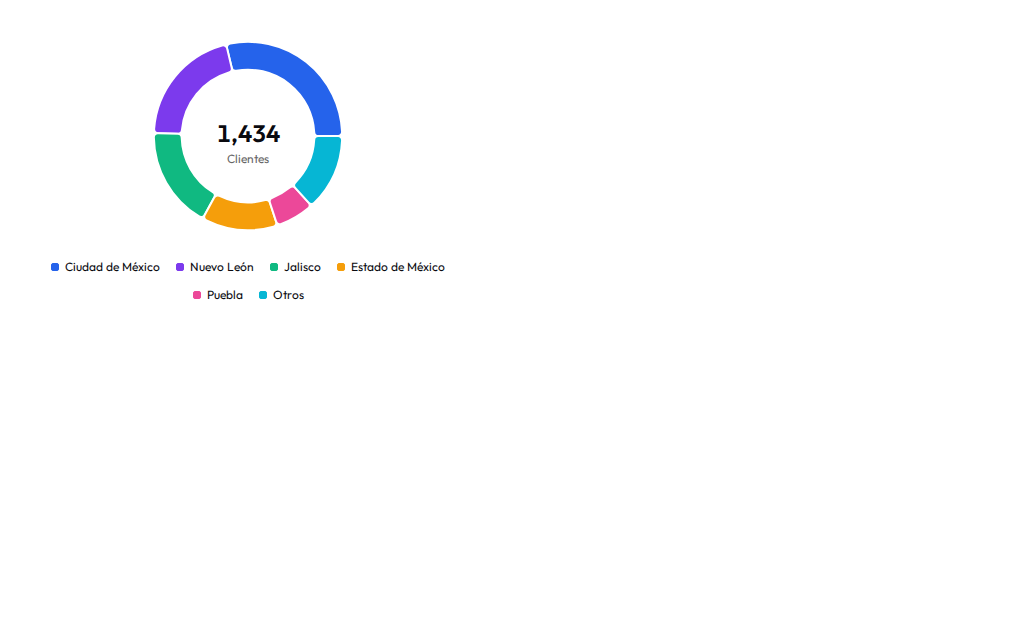 1,434
Clientes
Ciudad de México Nuevo León Jalisco Estado de México
Puebla Otros